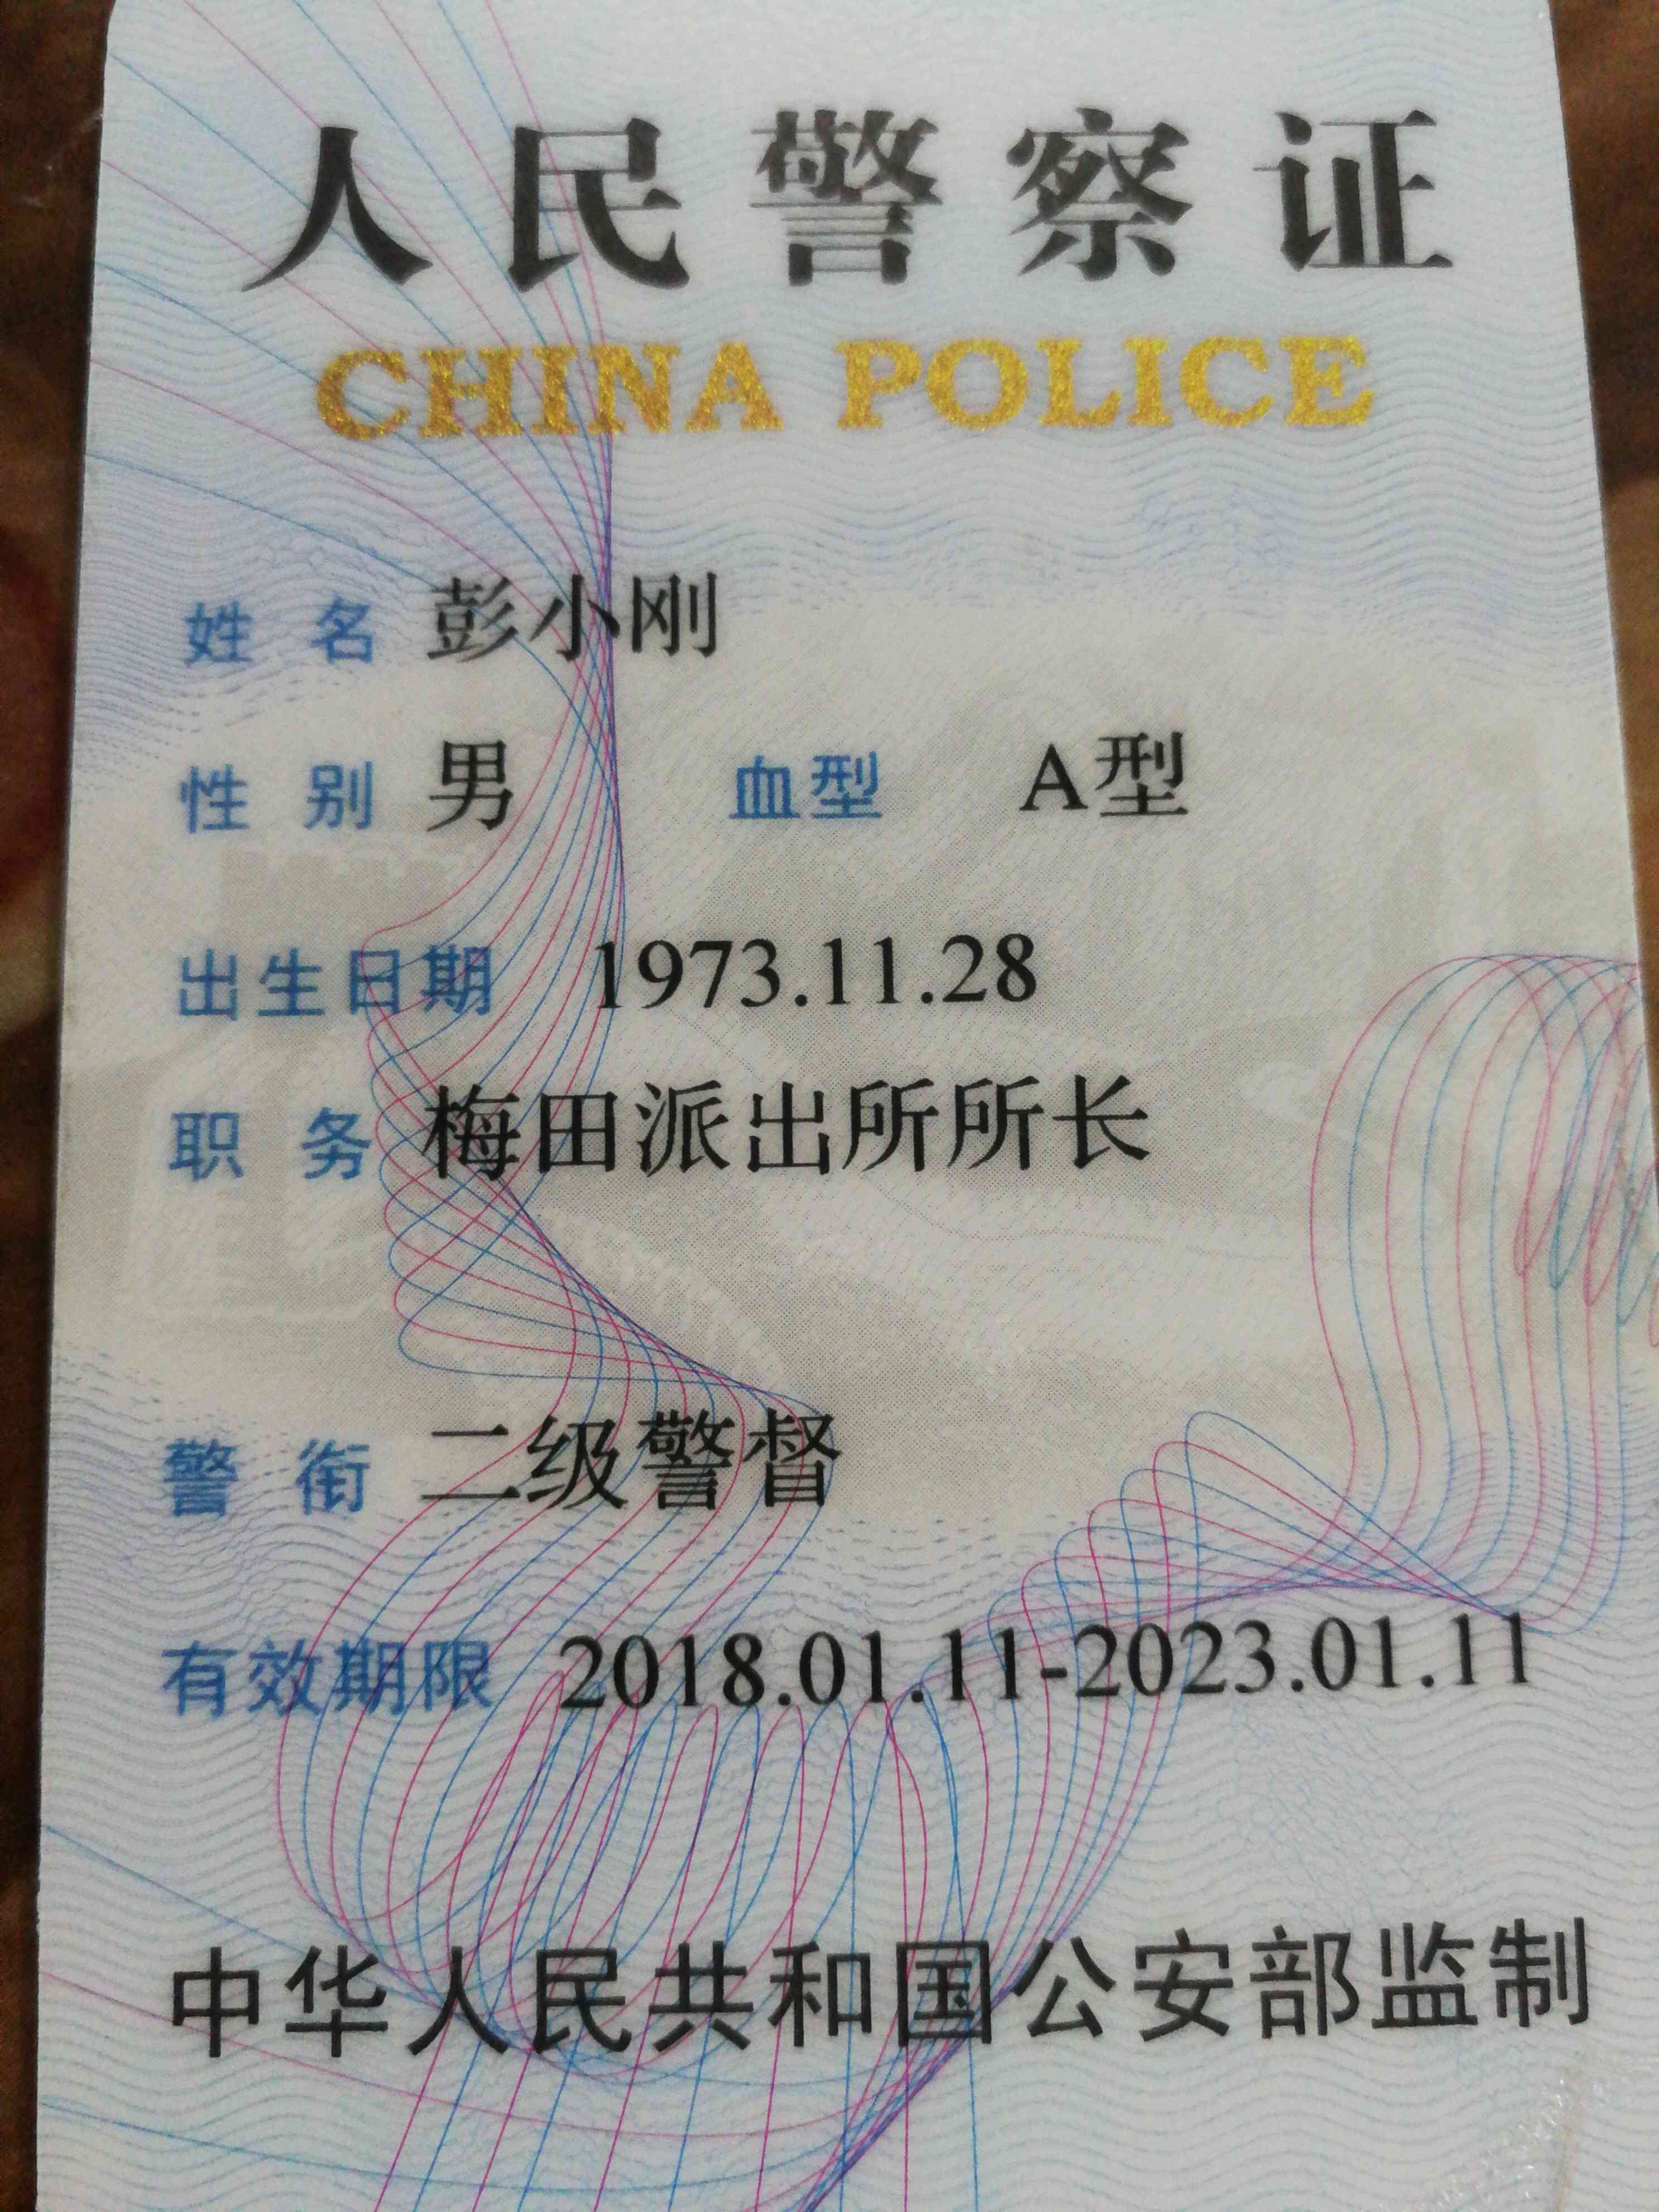 人民警察证
CHINA POLICE
姓 名 彭小刚
性 别 男 血型 A型
出生日期 1973.11.28
职 务 梅田派出所所长
警 衔 二级警督
有效期限 2018.01.11-2023.01.11
中华人民共和国公安部监制